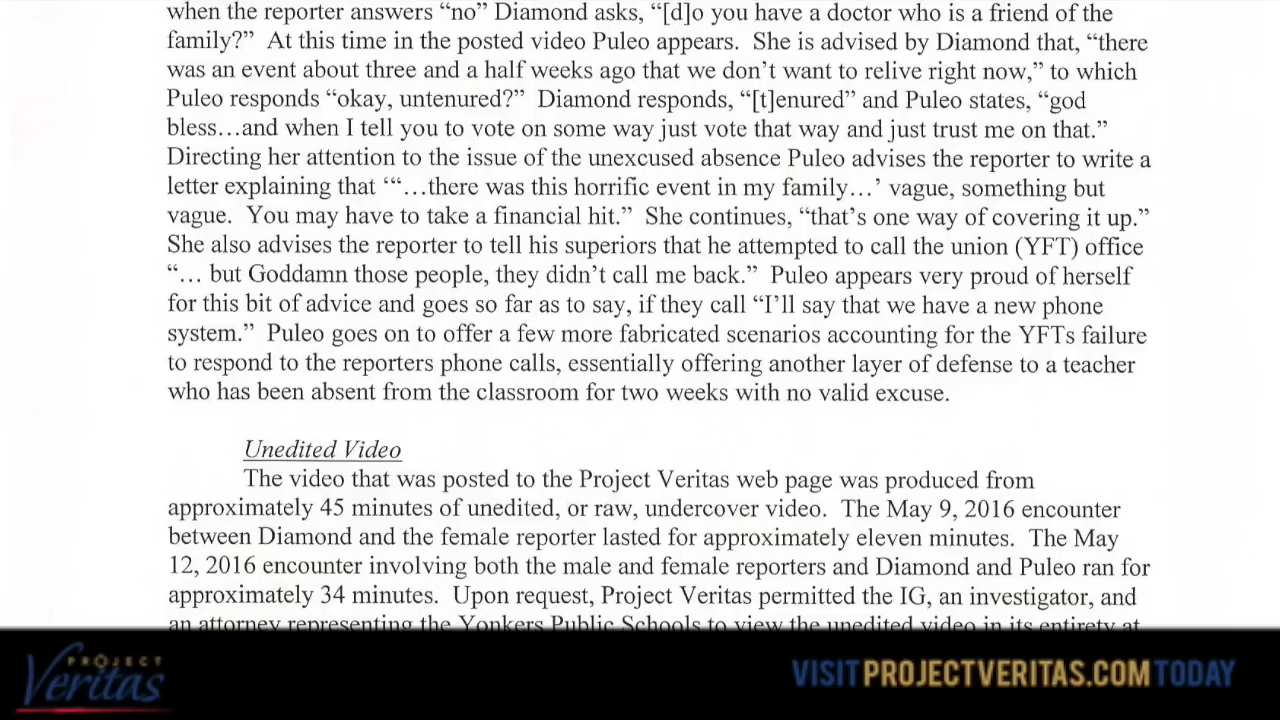 when the reporter answers “no” Diamond asks, “[d]o you have a doctor who is a friend of the
family?”  At this time in the posted video Puleo appears.  She is advised by Diamond that, “there
was an event about three and a half weeks ago that we don’t want to relive right now,” to which
Puleo responds “okay, untenured?”  Diamond responds, “[t]enured” and Puleo states, “god
bless…and when I tell you to vote on some way just vote that way and just trust me on that.”
Directing her attention to the issue of the unexcused absence Puleo advises the reporter to write a
letter explaining that ‘“…there was this horrific event in my family…’ vague, something but
vague.  You may have to take a financial hit.”  She continues, “that’s one way of covering it up.”
She also advises the reporter to tell his superiors that he attempted to call the union (YFT) office
“… but Goddamn those people, they didn’t call me back.”  Puleo appears very proud of herself
for this bit of advice and goes so far as to say, if they call “I’ll say that we have a new phone
system.”  Puleo goes on to offer a few more fabricated scenarios accounting for the YFTs failure
to respond to the reporters phone calls, essentially offering another layer of defense to a teacher
who has been absent from the classroom for two weeks with no valid excuse.
Unedited Video
The video that was posted to the Project Veritas web page was produced from
approximately 45 minutes of unedited, or raw, undercover video.  The May 9, 2016 encounter
between Diamond and the female reporter lasted for approximately eleven minutes.  The May
12, 2016 encounter involving both the male and female reporters and Diamond and Puleo ran for
approximately 34 minutes.  Upon request, Project Veritas permitted the IG, an investigator, and
an attorney representing the Yonkers Public Schools to view the unedited video in its entirety at
PROJECT
Veritas
VISIT PROJECTVERITAS.COM TODAY